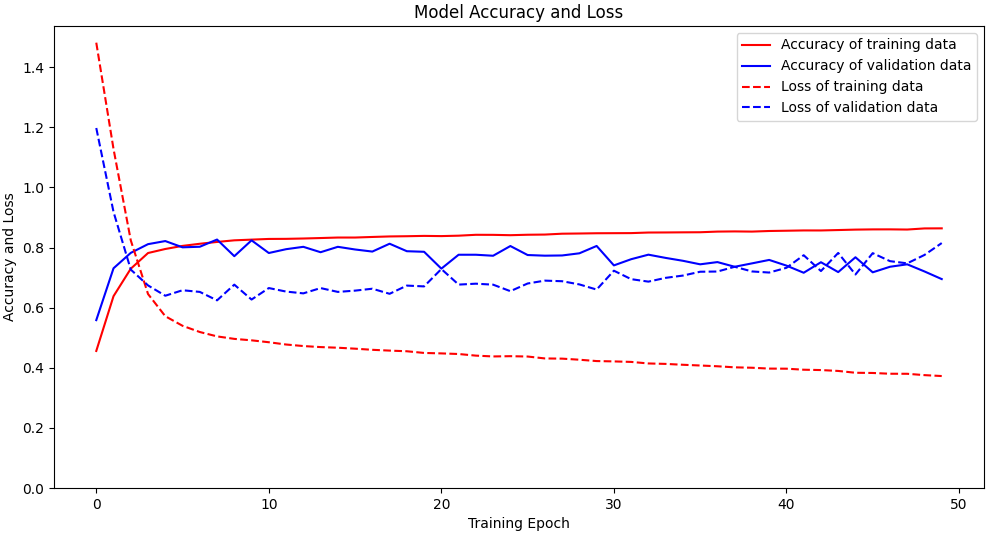 Model Accuracy and Loss
Accuracy of training data
Accuracy of validation data
Loss of training data
Loss of validation data
Accuracy and Loss
1.4
1.2
1.0
0.8
0.6
0.4
0.2
0.0
0 10 20 30 40 50
Training Epoch